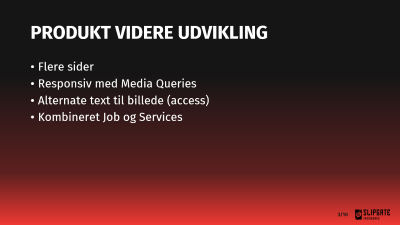 PRODUKT VIDERE UDVIKLING
• Flere sider
• Responsiv med Media Queries
• Alternate text til billede (access)
• Kombineret Job og Services
SLIPGATE
IRONWORKS